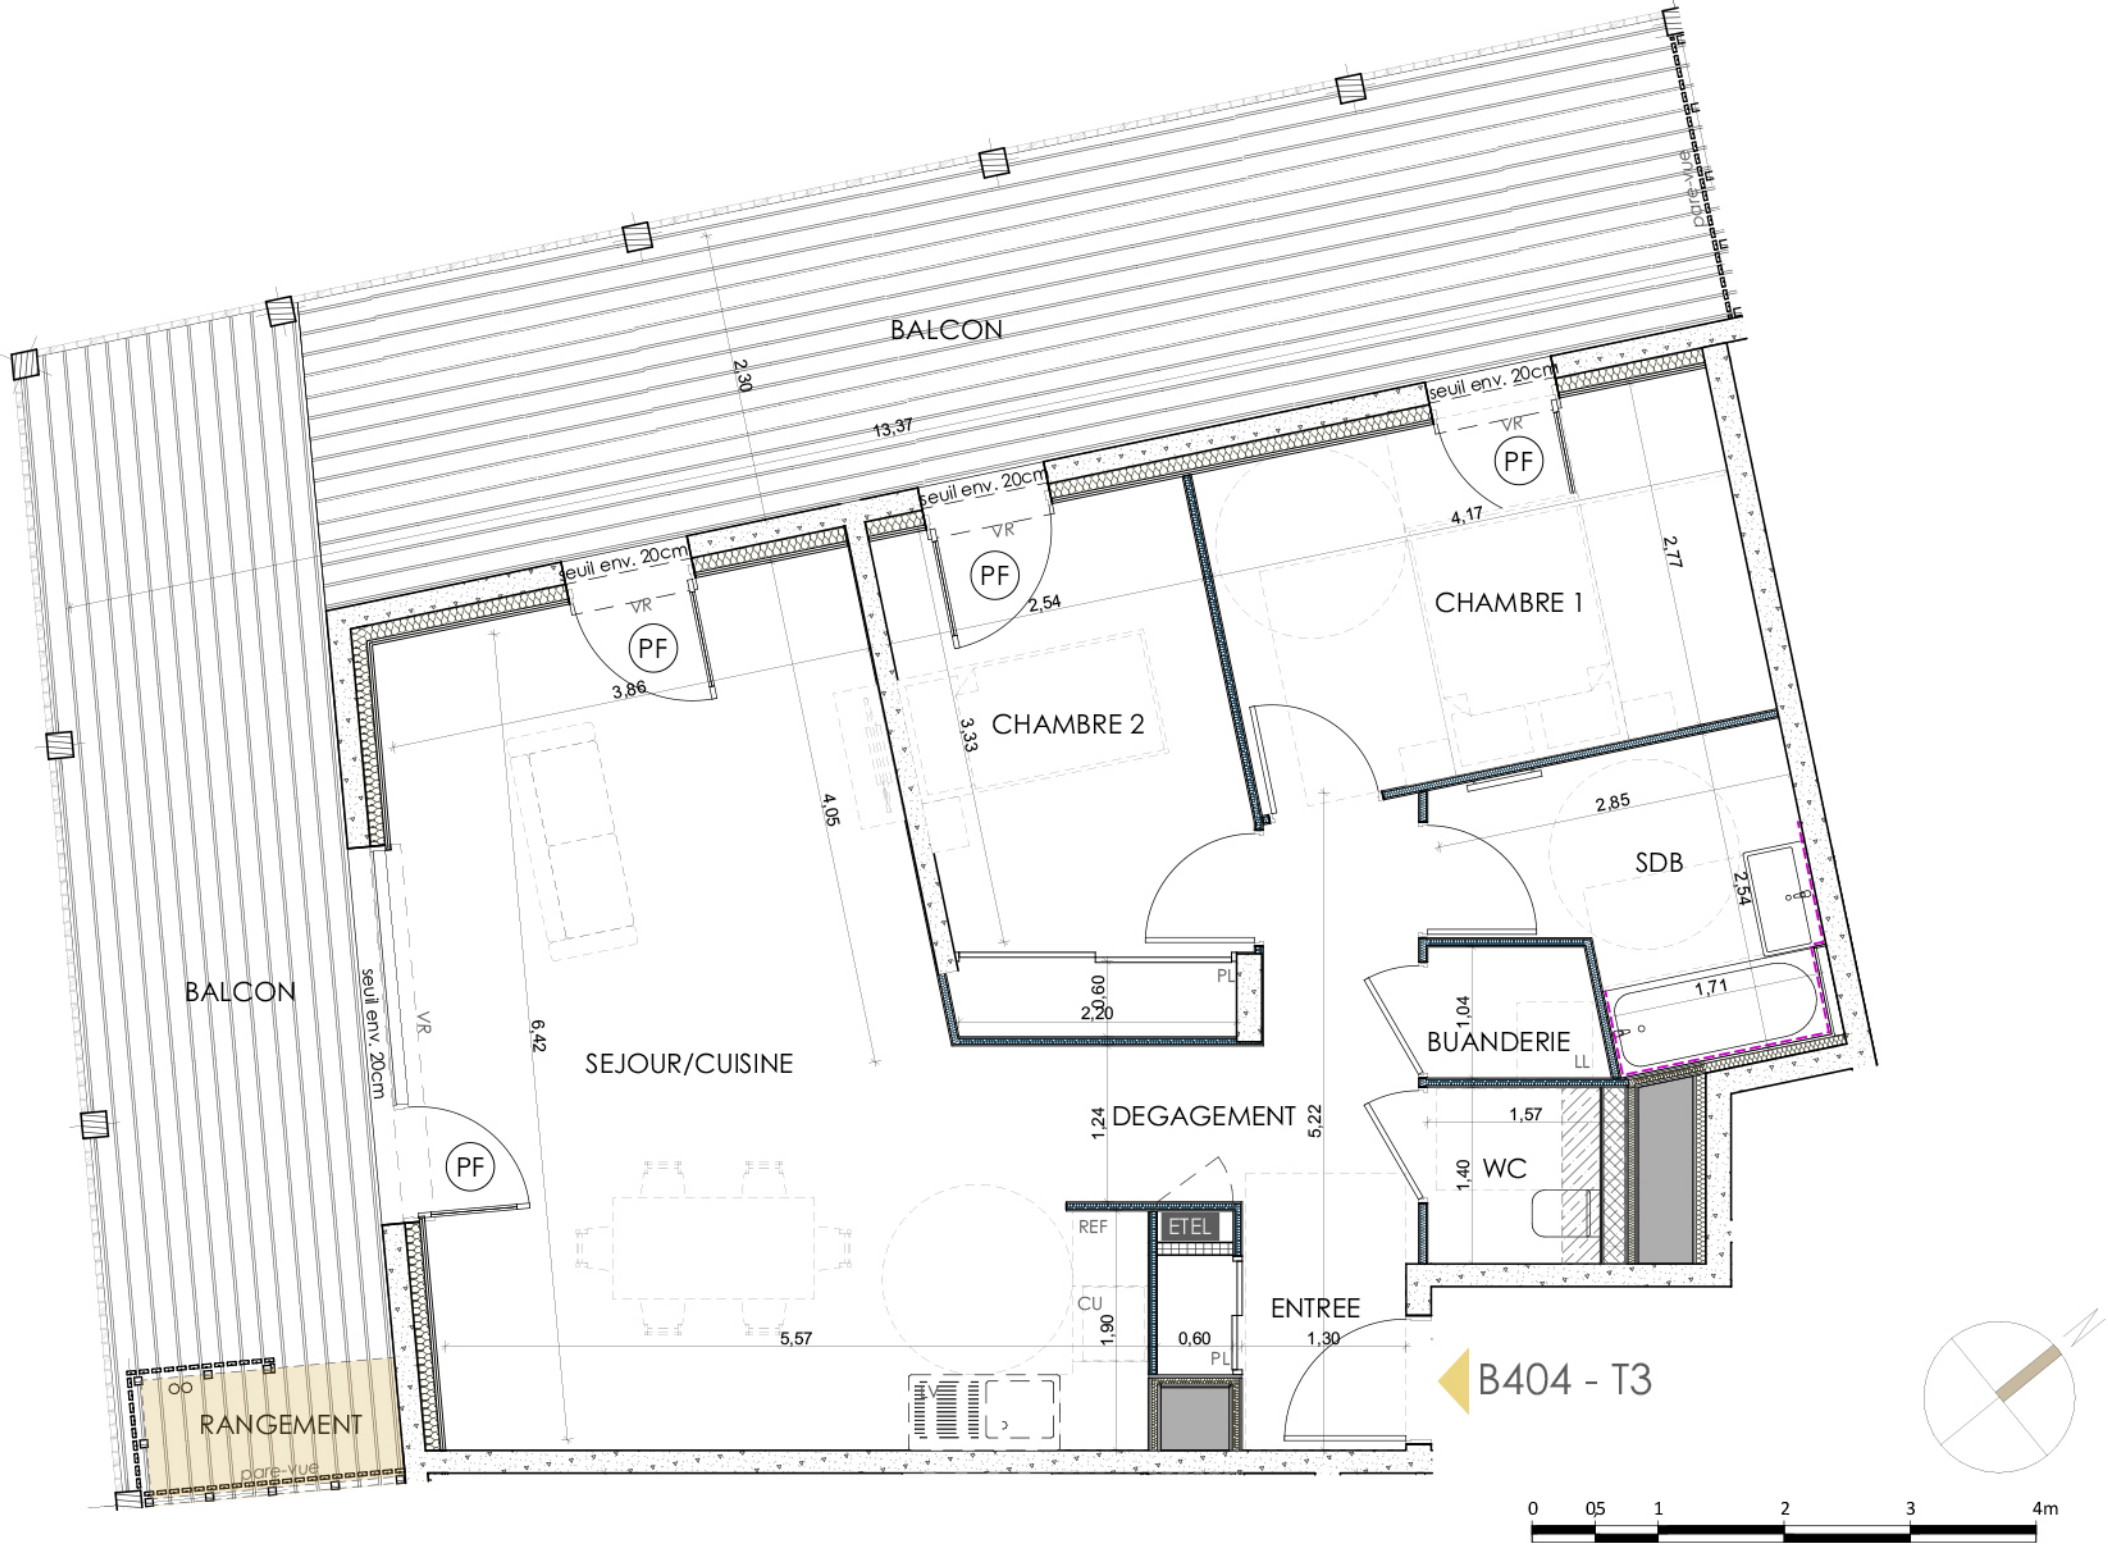 pare-vue
BALCON
2,30
13,37
seuil env. 20cm
VR
PF
4,17
2,77
CHAMBRE 1
seuil env. 20cm
VR
PF
2,54
seuil env. 20cm
VR
PF
3,86
CHAMBRE 2
3,33
4,05
2,85
SDB
2,54
1,71
BALCON
seuil env. 20cm
VR
6,42
SEJOUR/CUISINE
PL
0,60
2,20
1,04
BUANDERIE
LL
1,24
DEGAGEMENT
5,22
1,57
1,40
WC
PF
REF
ETEL
CU
1,90
ENTREE
5,57
0,60
1,30
PL
LV
B404 - T3
RANGEMENT
pare-vue
N
0 0,5 1 2 3 4m